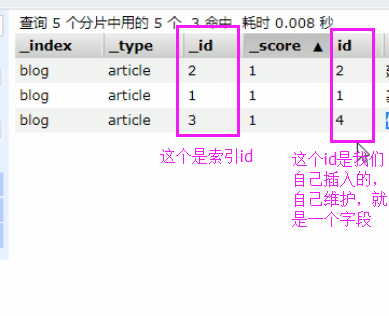 查询 5 个分片中用的 5 个. 3 命中. 耗时 0.008 秒
_index _type _id _score ▲ id
blog article 2 1 2
blog article 1 1 1
blog article 3 1 4
这个是索引id
这个id是我们
自己插入的,
自己维护，就
是一个字段